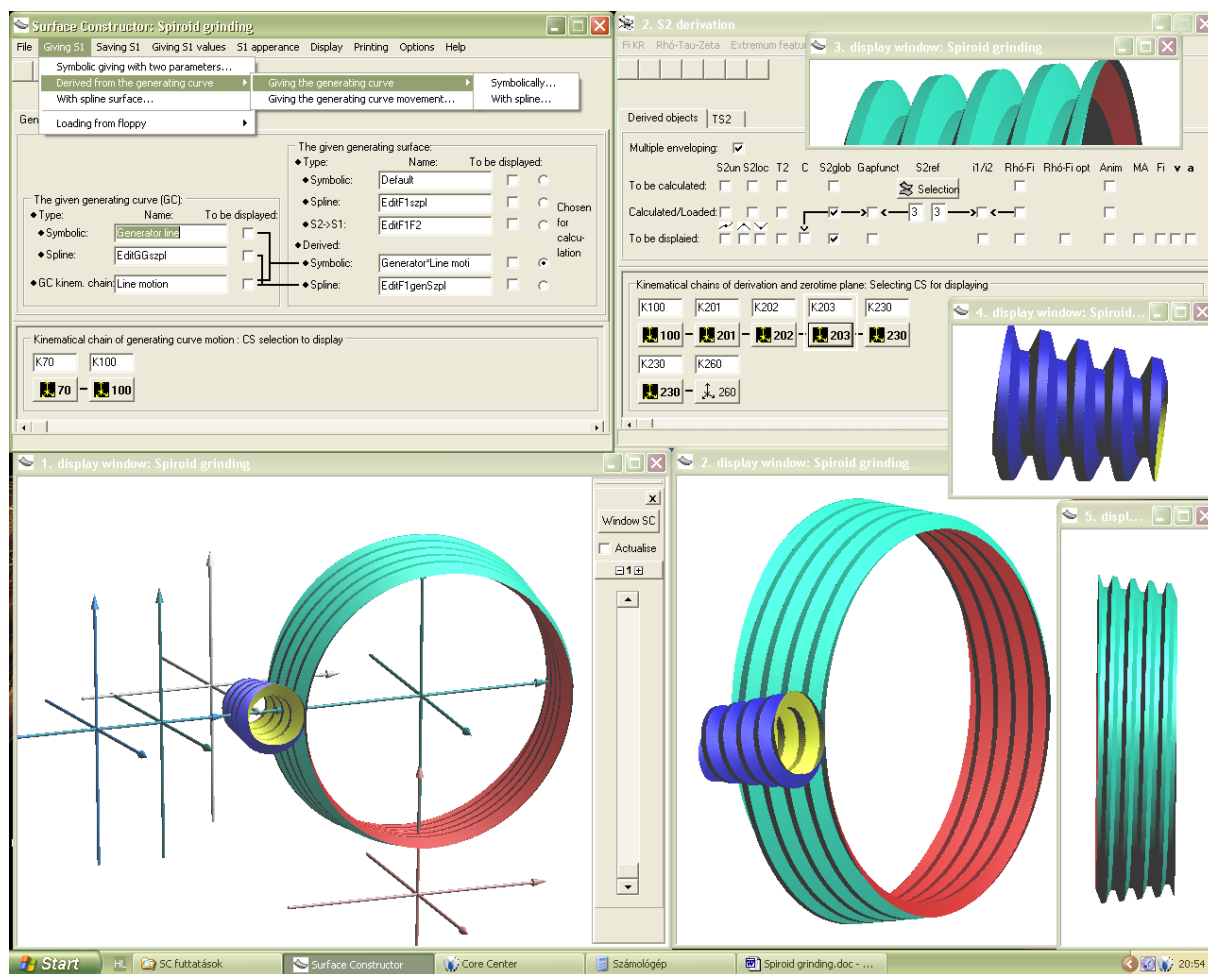 Surface Constructor: Spiroid grinding
File Giving S1 Saving S1 Giving S1 values S1 apperance Display Printing Options Help
Symbolic giving with two parameters...
Derived from the generating curve
With spline surface...
Loading from floppy
Giving the generating curve
Giving the generating curve movement...
Symbolically...
With spline...
Gen
The given generating curve (GC):
Type: Name: To be displayed:
Symbolic: Generator line
Spline: EditGGszpl
GC kinem. chain: Line motion
The given generating surface:
Type: Name: To be displayed:
Symbolic: Default
Spline: EditF1szpl
S2->S1: EditF1F2
Derived:
Symbolic: Generator*Line moti
Spline: EditF1genSzpl
Chosen
for
calcu-
lation
Kinematical chain of generating curve motion : CS selection to display
K70 K100
70 100
2. S2 derivation
Fi KR Rhó-Tau-Zeta Extremum featu
3. display window: Spiroid grinding
Derived objects TS2
Multiple enveloping:
S2un S2loc T2 C S2glob Gapfunct S2ref i1/i2 Rhó-Fi Rhó-Fi opt Anim MA Fi v a
To be calculated: Selection
Calculated/Loaded: 3 3
To be displaied:
Kinematical chains of derivation and zerotime plane: Selecting CS for displaying
K100 K201 K202 K203 K230
100 201 202 203 230
K230 K260
230 260
4. display window: Spiroid...
1. display window: Spiroid grinding
x
Window SC
Actualise
1
2. display window: Spiroid grinding
5. displ...
Start HL SC futtatások Surface Constructor Core Center Számológép Spiroid grinding.doc - ... 20:54